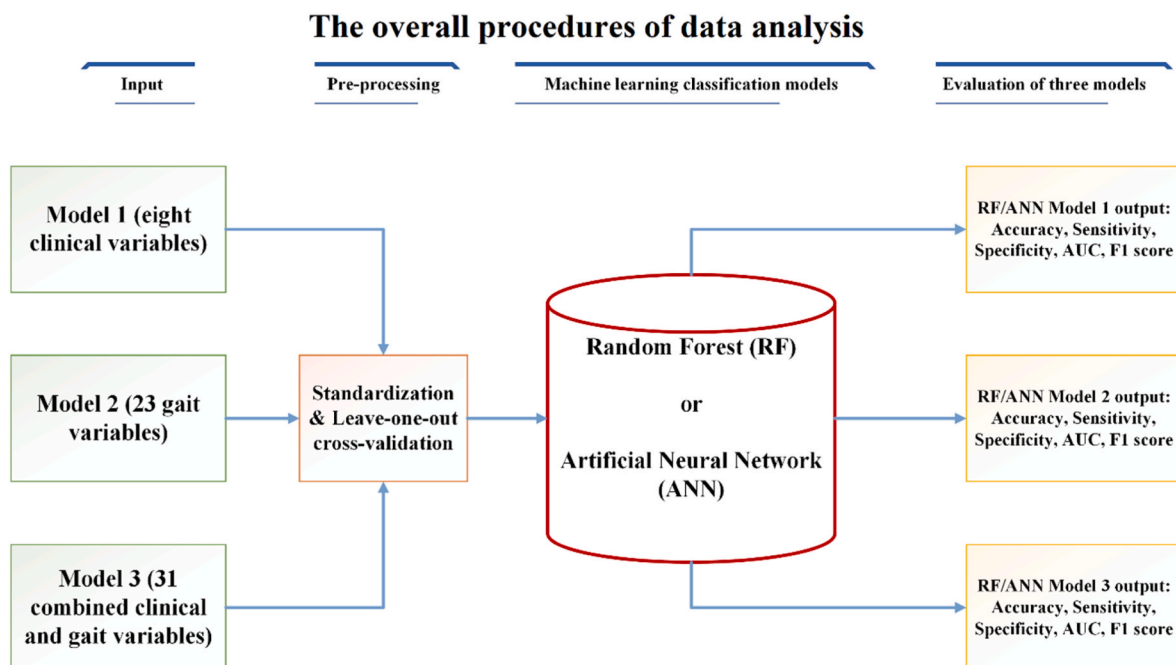 The overall procedures of data analysis
Input
Pre-processing
Machine learning classification models
Evaluation of three models
Model 1 (eight
clinical variables)
Model 2 (23 gait
variables)
Model 3 (31
combined clinical
and gait variables)
Standardization
& Leave-one-out
cross-validation
Random Forest (RF)
or
Artificial Neural Network
(ANN)
RF/ANN Model 1 output:
Accuracy, Sensitivity,
Specificity, AUC, F1 score
RF/ANN Model 2 output:
Accuracy, Sensitivity,
Specificity, AUC, F1 score
RF/ANN Model 3 output:
Accuracy, Sensitivity,
Specificity, AUC, F1 score